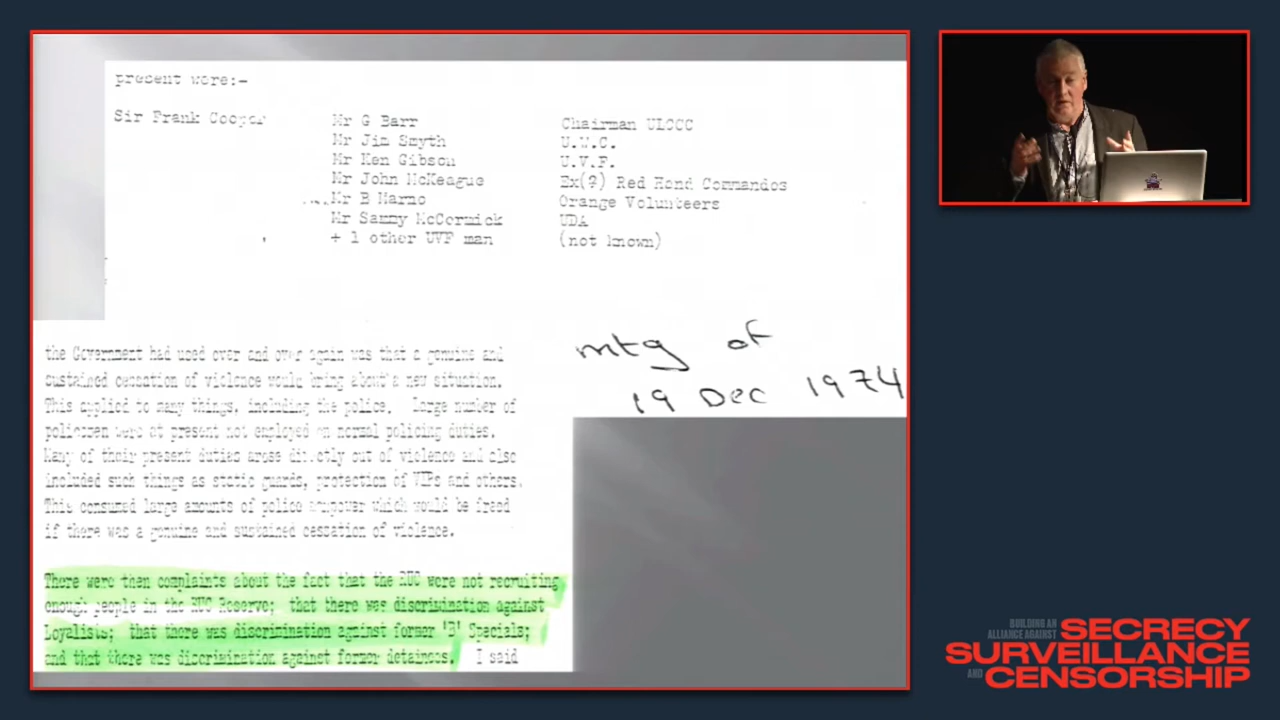 present were:-
Sir Frank Cooper
Mr G Barr Chairman ULCCC
Mr Jim Smyth U.W.C.
Mr Ken Gibson U.V.F.
Mr John McKeague Ex(?) Red Hand Commandos
Mr B Marno Orange Volunteers
Mr Sammy McCormick UDA
+ 1 other UVF man (not known)
mtg of
19 Dec 1974
the Government had used over and over again was that a genuine and
sustained cessation of violence would bring about a new situation.
This applied to many things, including the police. Large number of
policemen were at present not employed on normal policing duties.
Many of their present duties arose directly out of violence and also
included such things as static guards, protection of VIPs and others.
This consumed large amounts of police manpower which would be freed
if there was a genuine and sustained cessation of violence.
There were then complaints about the fact that the RUC were not recruiting
enough people in the RUC Reserve; that there was discrimination against
Loyalists; that there was discrimination against former 'B' Specials;
and that there was discrimination against former detainees. I said
BUILDING AN
ALLIANCE AGAINST SECRECY
SURVEILLANCE
AND CENSORSHIP